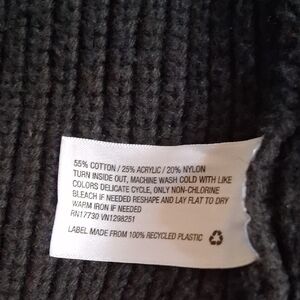 55% COTTON / 25% ACRYLIC / 20% NYLON
TURN INSIDE OUT, MACHINE WASH COLD WITH LIKE
COLORS DELICATE CYCLE, ONLY NON-CHLORINE
BLEACH IF NEEDED RESHAPE AND LAY FLAT TO DRY
WARM IRON IF NEEDED
RN17730 VN1298251
LABEL MADE FROM 100% RECYCLED PLASTIC